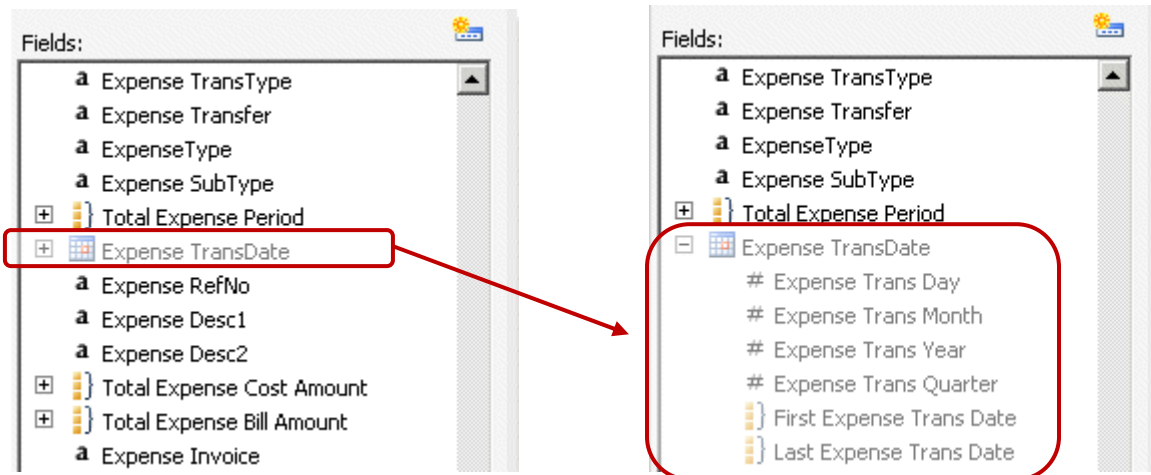 Fields:
a Expense TransType
a Expense Transfer
a ExpenseType
a Expense SubType
Total Expense Period
Expense TransDate
a Expense RefNo
a Expense Desc1
a Expense Desc2
Total Expense Cost Amount
Total Expense Bill Amount
a Expense Invoice
Fields:
a Expense TransType
a Expense Transfer
a ExpenseType
a Expense SubType
Total Expense Period
Expense TransDate
# Expense Trans Day
# Expense Trans Month
# Expense Trans Year
# Expense Trans Quarter
First Expense Trans Date
Last Expense Trans Date